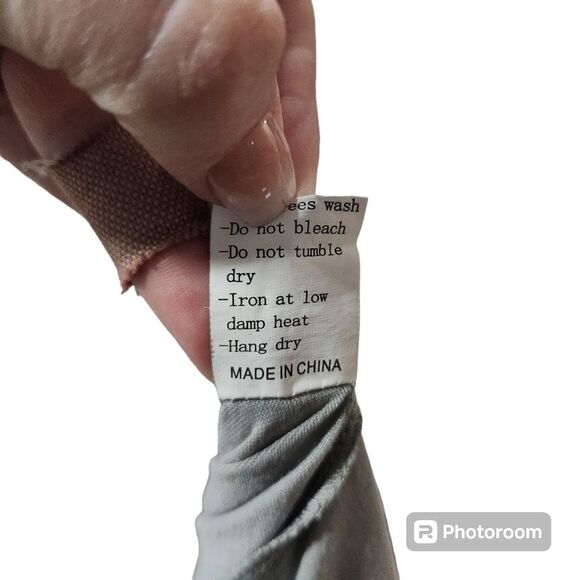 wash
-Do not bleach
-Do not tumble
dry
-Iron at low
damp heat
-Hang dry
MADE IN CHINA
Photoroom